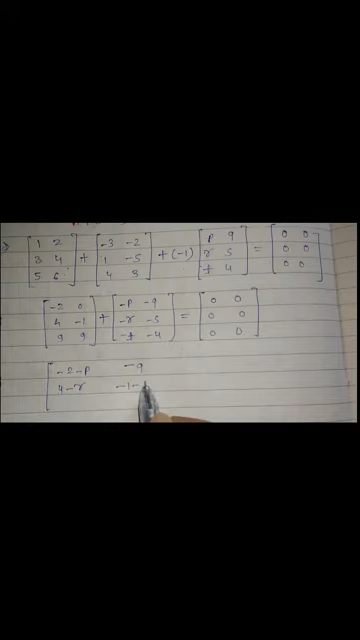 [1 2 3 4 5 6] + [-3 -2 1 -5 4 3] + (-1) [p q r s t 4] = [0 0 0 0 0 0]
[-2 0 4 -1 9 9] + [-p -q -r -s -t -4] = [0 0 0 0 0 0]
[-2-p -q
4-r -1-